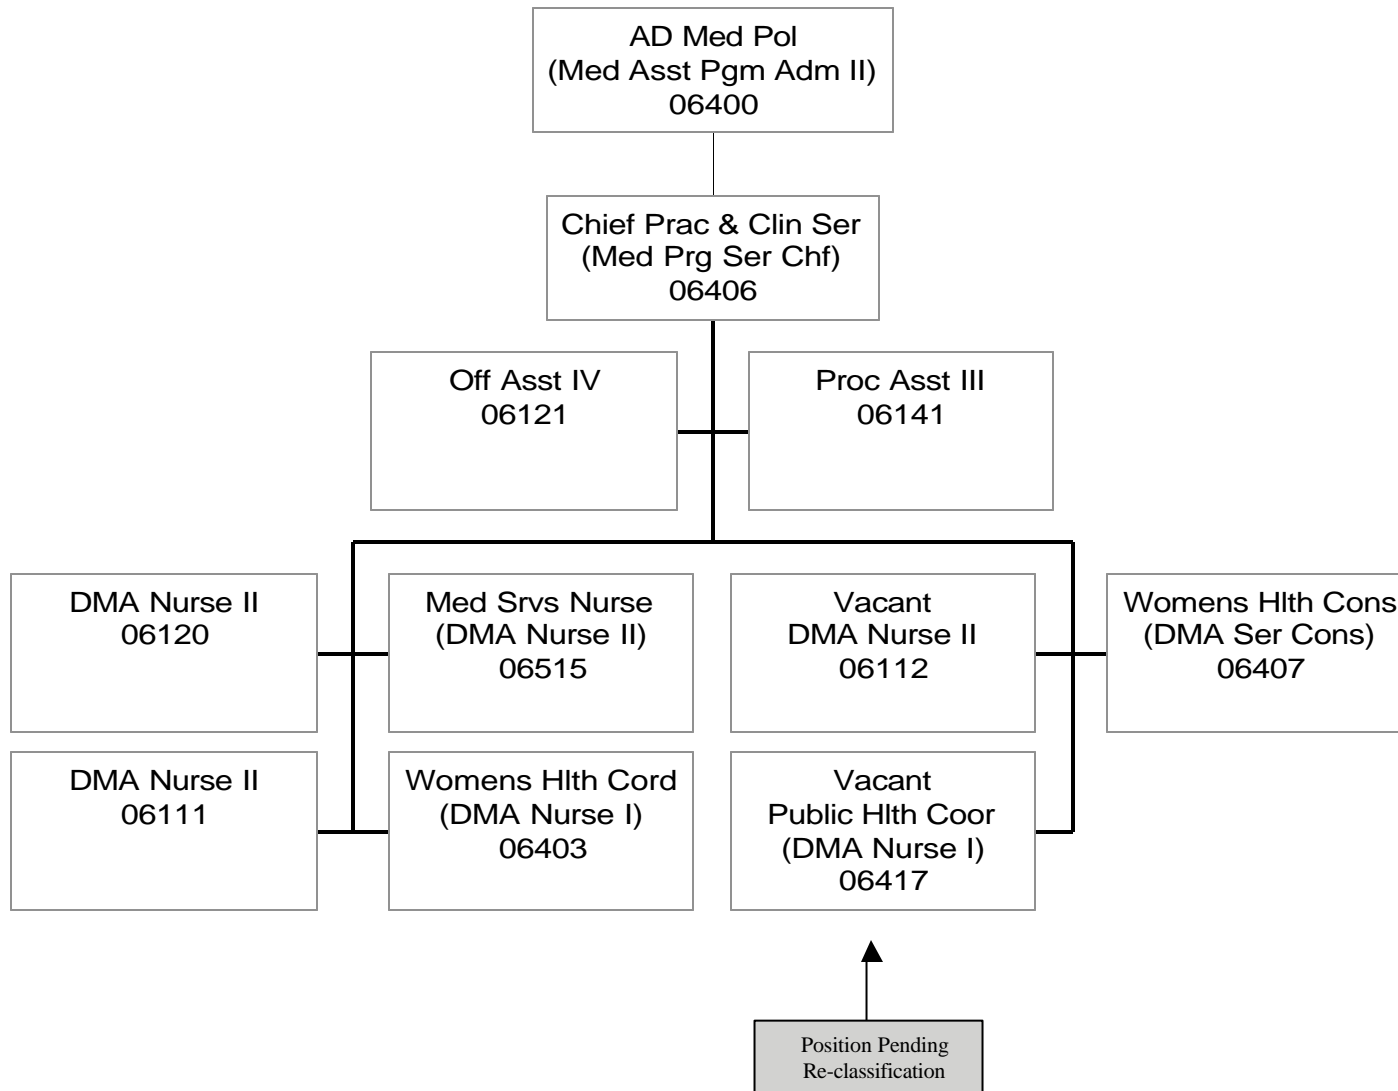 AD Med Pol
(Med Asst Pgm Adm II)
06400
Chief Prac & Clin Ser
(Med Prg Ser Chf)
06406
Off Asst IV
06121
Proc Asst III
06141
DMA Nurse II
06120
Med Srvs Nurse
(DMA Nurse II)
06515
Vacant
DMA Nurse II
06112
Womens Hlth Cons
(DMA Ser Cons)
06407
DMA Nurse II
06111
Womens Hlth Cord
(DMA Nurse I)
06403
Vacant
Public Hlth Coor
(DMA Nurse I)
06417
Position Pending
Re-classification